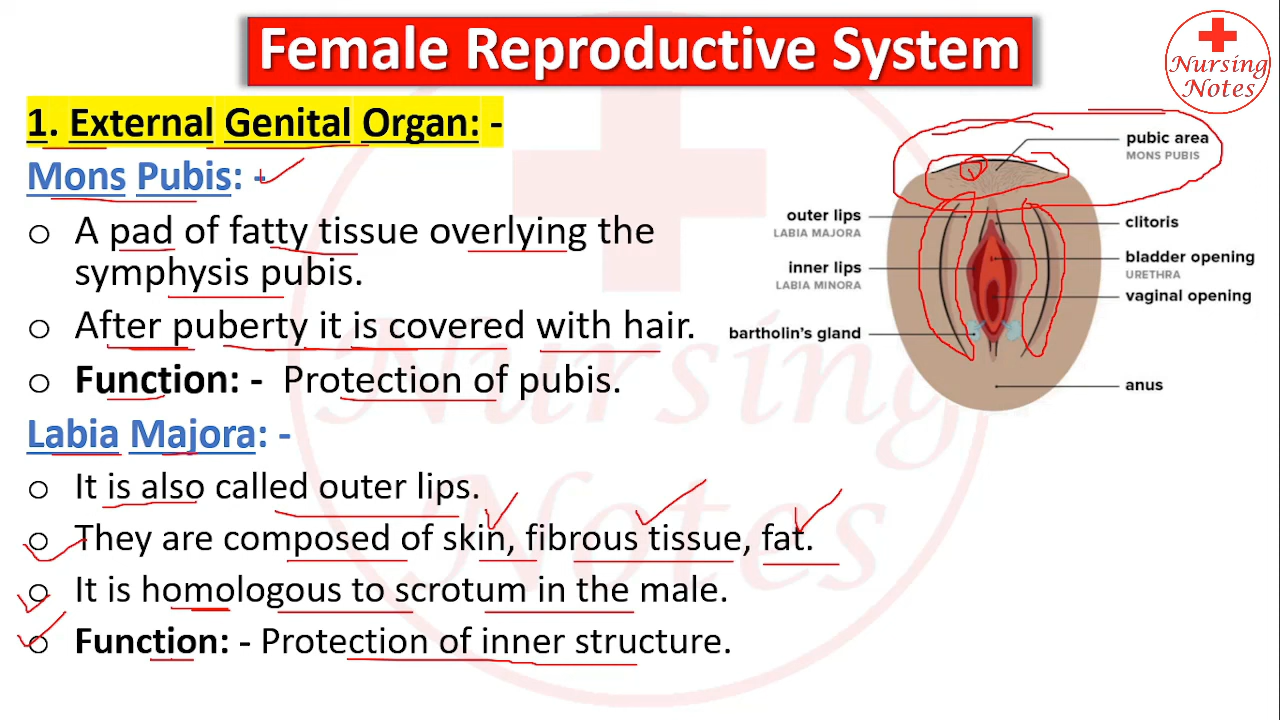 Female Reproductive System
Nursing
Notes
1. External Genital Organ: -
Mons Pubis: -
o A pad of fatty tissue overlying the
symphysis pubis.
o After puberty it is covered with hair.
o Function: - Protection of pubis.
Labia Majora: -
o It is also called outer lips.
o They are composed of skin, fibrous tissue, fat.
o It is homologous to scrotum in the male.
o Function: - Protection of inner structure.
pubic area
MONS PUBIS
outer lips
LABIA MAJORA
clitoris
inner lips
LABIA MINORA
bladder opening
URETHRA
vaginal opening
bartholin's gland
anus
Nursing
Notes